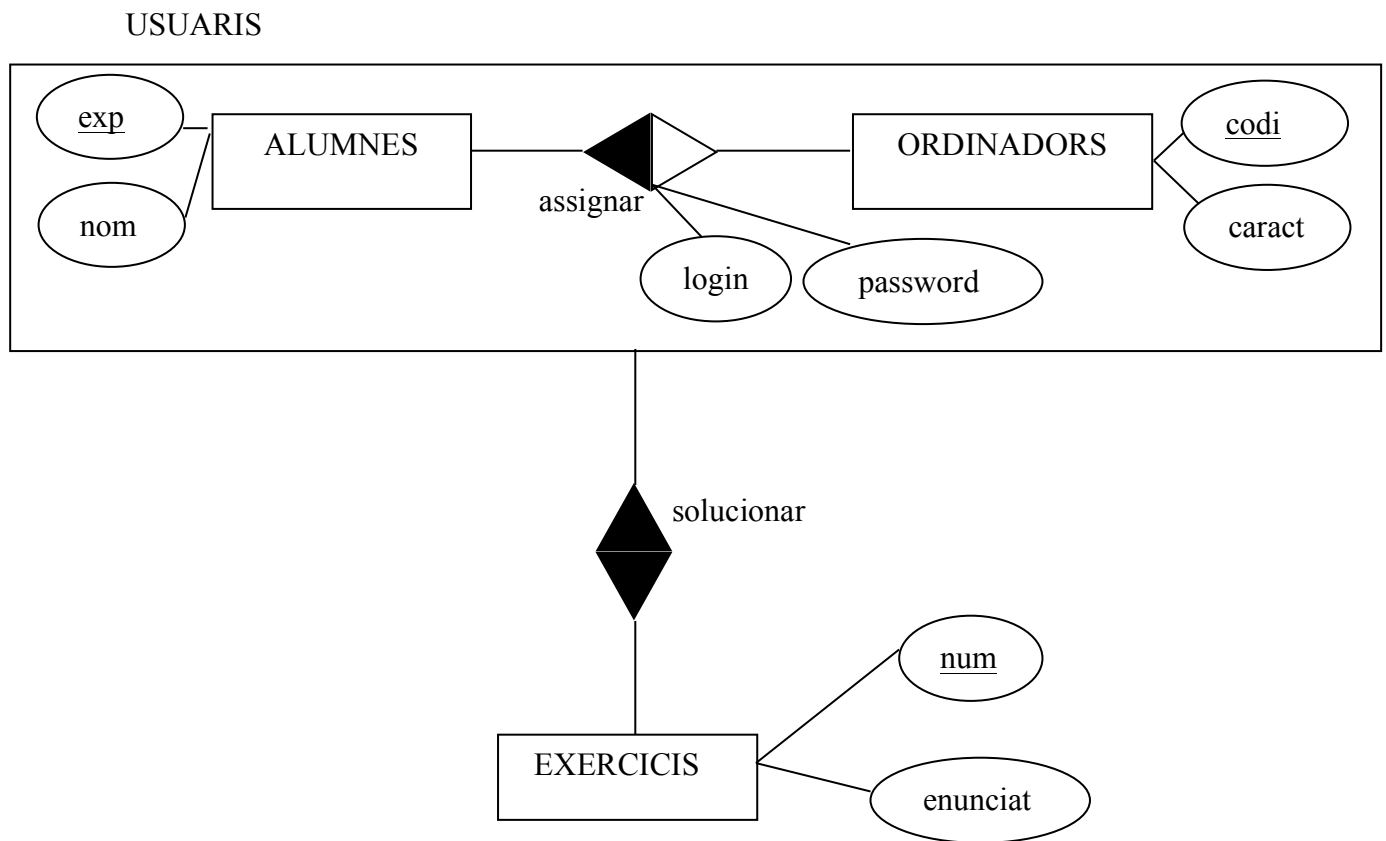 USUARIS
exp
ALUMNES
ORDINADORS
codi
nom
assignar
caract
login
password
solucionar
num
EXERCICIS
enunciat